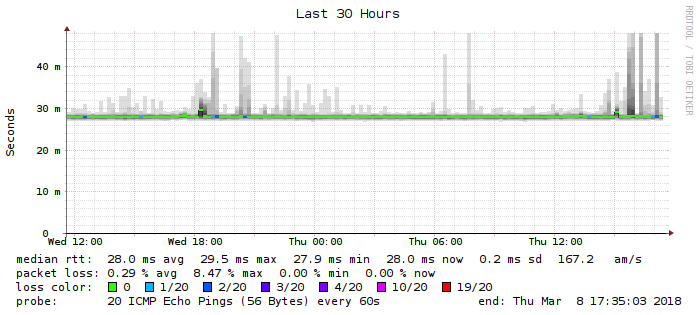 Last 30 Hours
RRDTOOL / TOBI OETIKER
Seconds
40 m
30 m
20 m
10 m
0
Wed 12:00 Wed 18:00 Thu 00:00 Thu 06:00 Thu 12:00
median rtt: 28.0 ms avg 29.5 ms max 27.9 ms min 28.0 ms now 0.2 ms sd 167.2 am/s
packet loss: 0.29 % avg 8.47 % max 0.00 % min 0.00 % now
loss color: 0 1/20 2/20 3/20 4/20 10/20 19/20
probe: 20 ICMP Echo Pings (56 Bytes) every 60s end: Thu Mar 8 17:35:03 2018